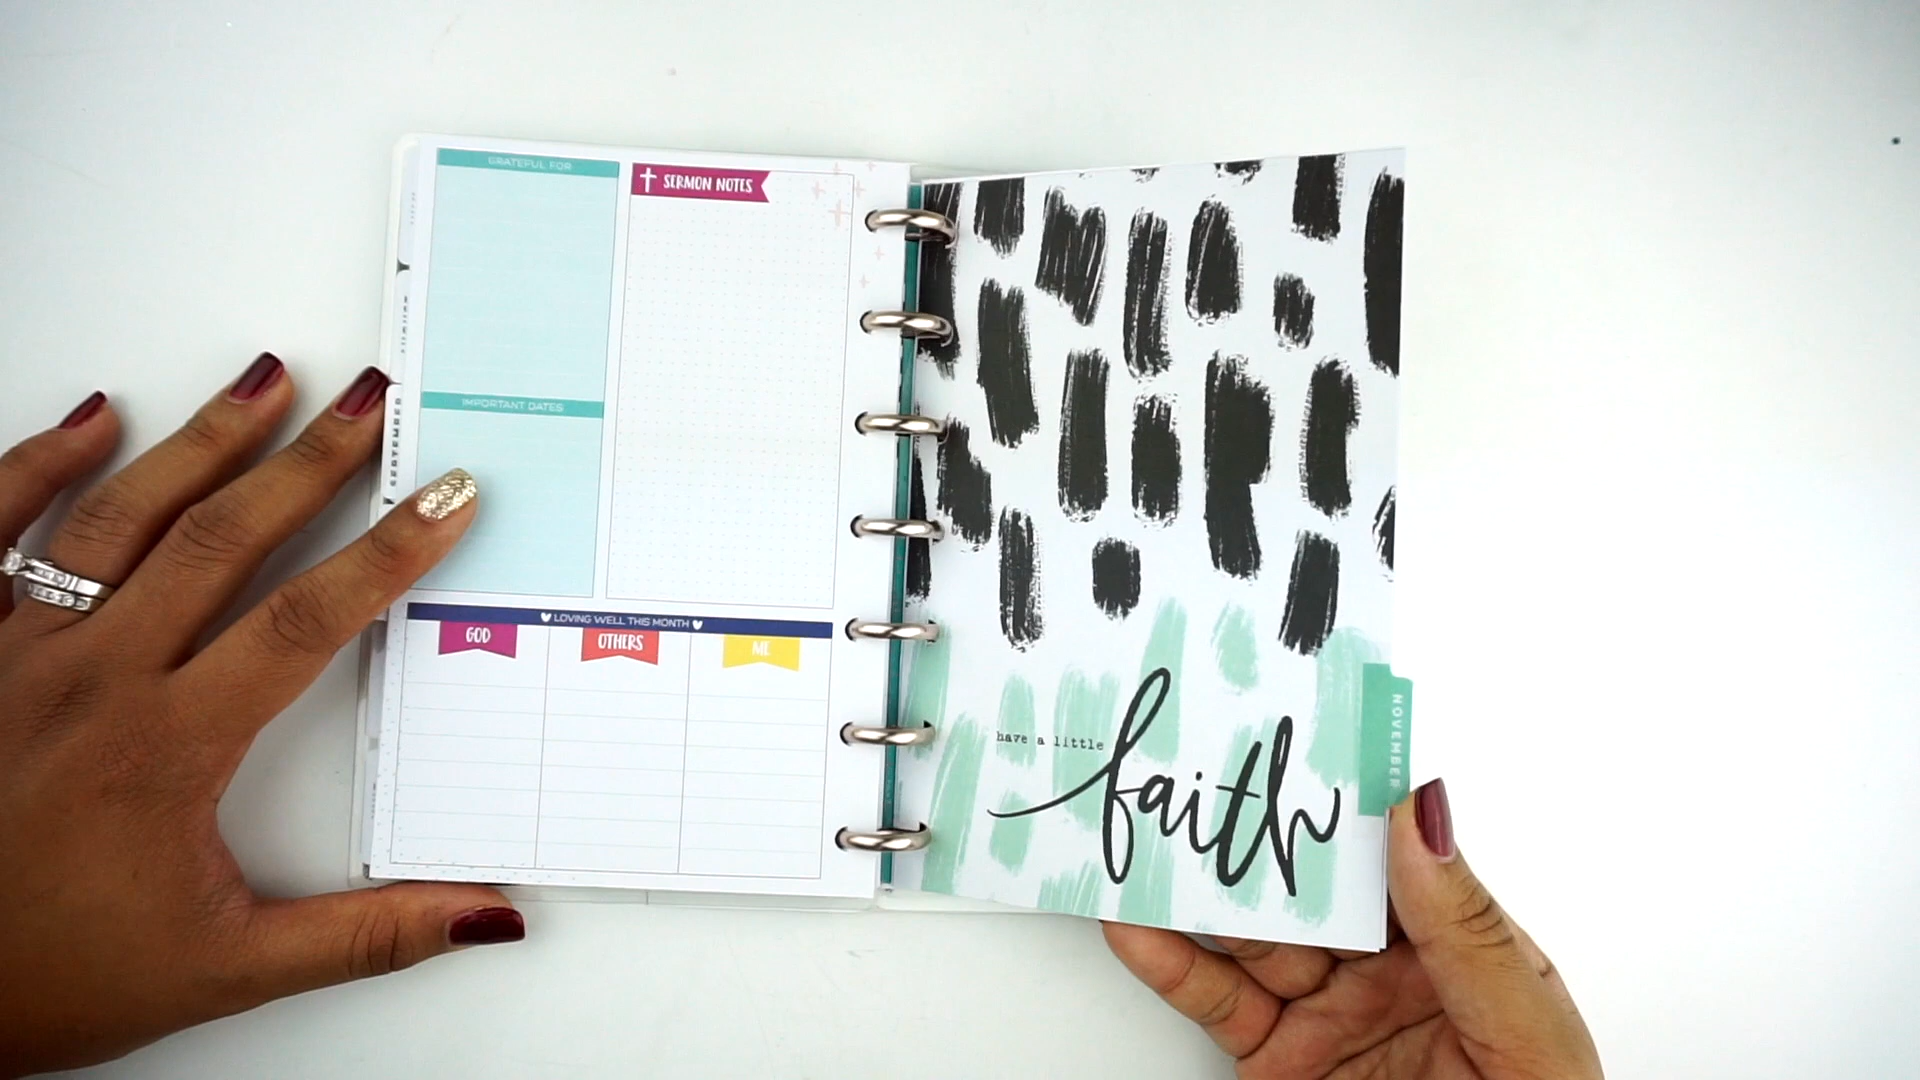 GRATEFUL FOR
SERMON NOTES
IMPORTANT DATES
SEPTEMBER
LOVING WELL THIS MONTH
GOD
OTHERS
ME
have a little
faith
NOVEMBER